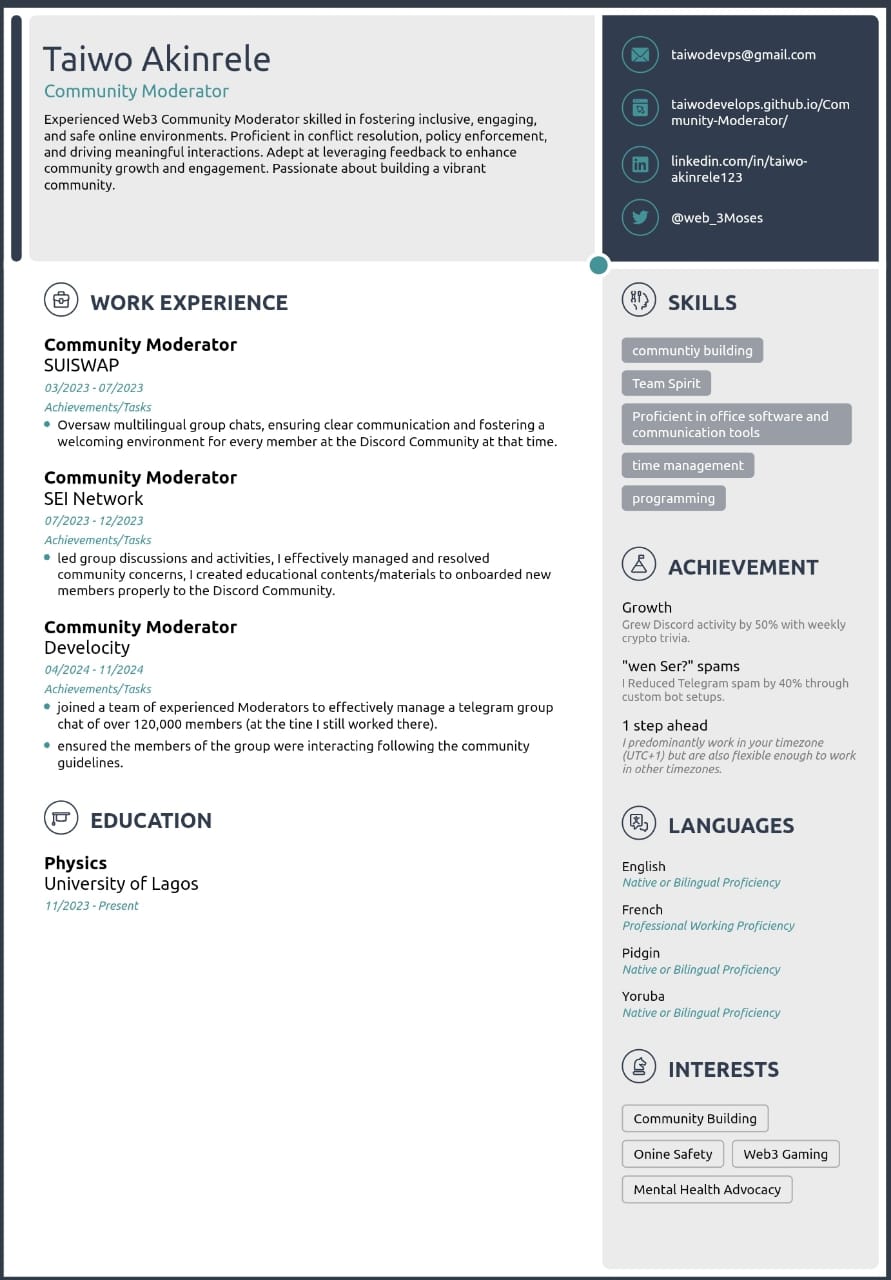 Taiwo Akinrele
Community Moderator
Experienced Web3 Community Moderator skilled in fostering inclusive, engaging,
and safe online environments. Proficient in conflict resolution, policy enforcement,
and driving meaningful interactions. Adept at leveraging feedback to enhance
community growth and engagement. Passionate about building a vibrant
community.
taiwodevps@gmail.com
taiwodevelops.github.io/Com
munity-Moderator/
linkedin.com/in/taiwo-
akinrele123
@web_3Moses
WORK EXPERIENCE
Community Moderator
SUISWAP
03/2023 - 07/2023
Achievements/Tasks
Oversaw multilingual group chats, ensuring clear communication and fostering a
welcoming environment for every member at the Discord Community at that time.
Community Moderator
SEI Network
07/2023 - 12/2023
Achievements/Tasks
led group discussions and activities, I effectively managed and resolved
community concerns, I created educational contents/materials to onboarded new
members properly to the Discord Community.
Community Moderator
Develocity
04/2024 - 11/2024
Achievements/Tasks
joined a team of experienced Moderators to effectively manage a telegram group
chat of over 120,000 members (at the tine I still worked there).
ensured the members of the group were interacting following the community
guidelines.
EDUCATION
Physics
University of Lagos
11/2023 - Present
SKILLS
communtiy building
Team Spirit
Proficient in office software and
communication tools
time management
programming
ACHIEVEMENT
Growth
Grew Discord activity by 50% with weekly
crypto trivia.
"wen Ser?" spams
I Reduced Telegram spam by 40% through
custom bot setups.
1 step ahead
I predominantly work in your timezone
(UTC+1) but are also flexible enough to work
in other timezones.
LANGUAGES
English
Native or Bilingual Proficiency
French
Professional Working Proficiency
Pidgin
Native or Bilingual Proficiency
Yoruba
Native or Bilingual Proficiency
INTERESTS
Community Building
Onine Safety
Web3 Gaming
Mental Health Advocacy